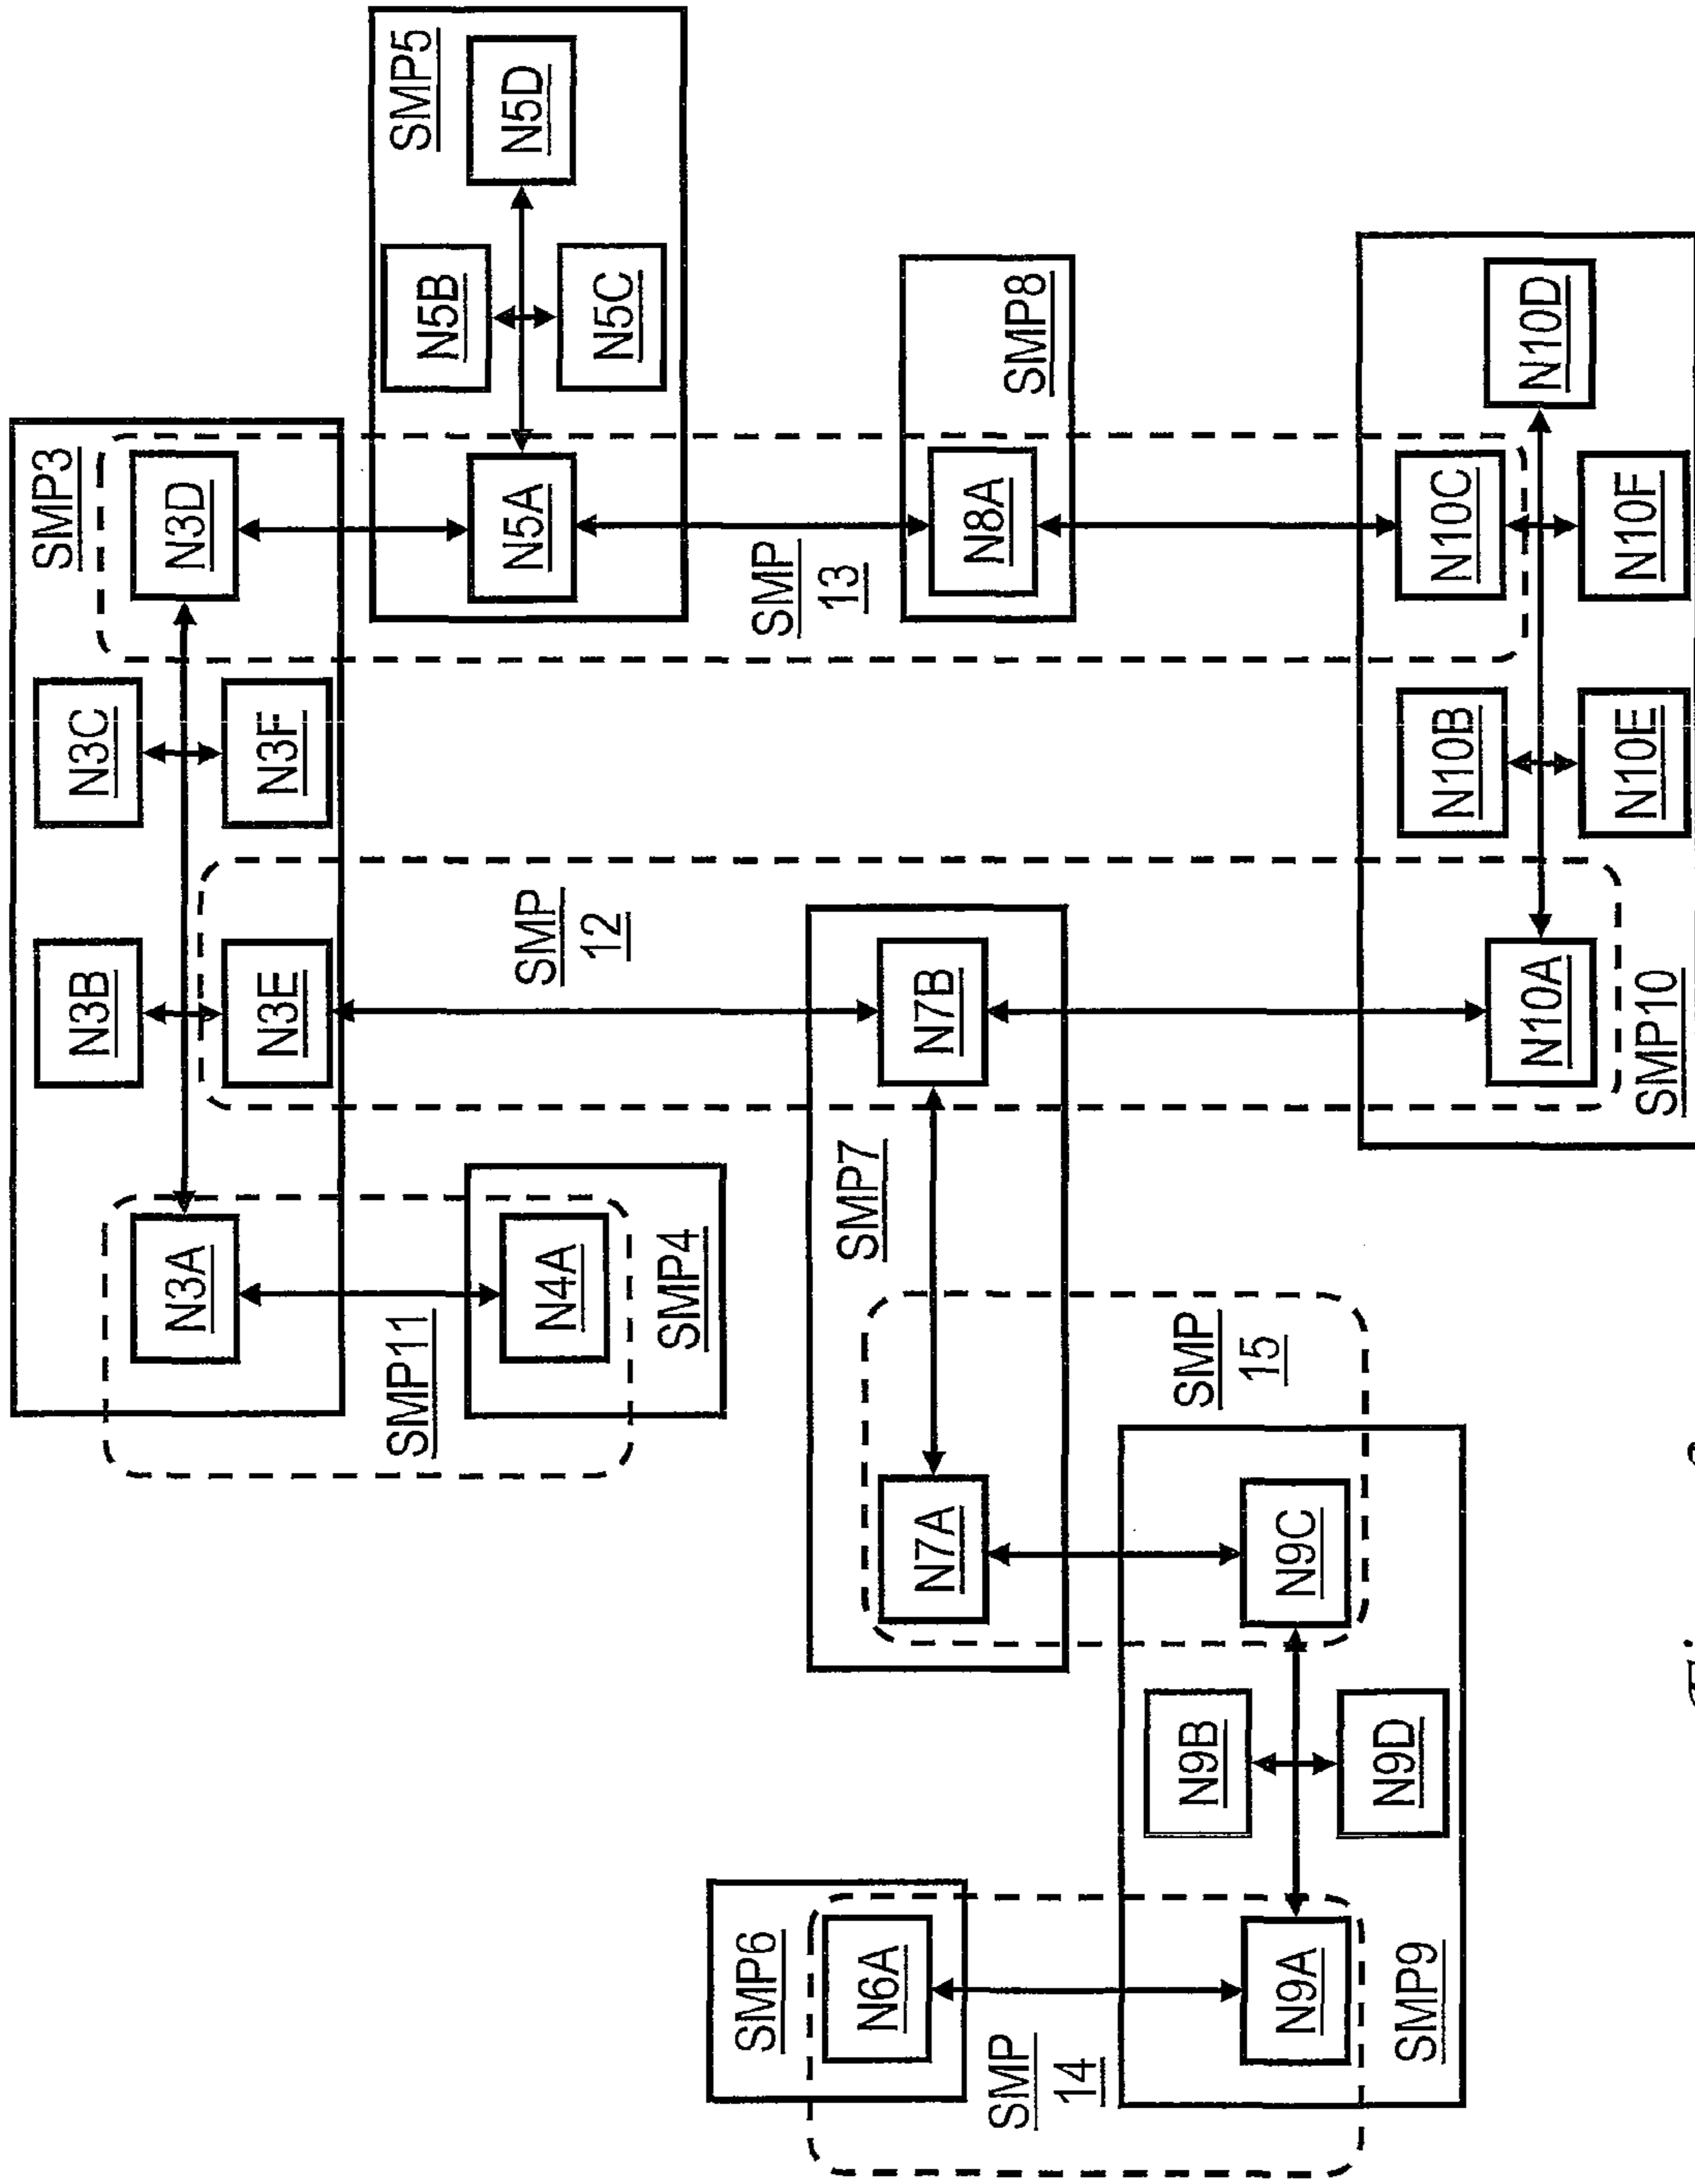 SMP3
N3B
N3C
N3A
N3D
N3E
N3F
SMP11
SMP5
N5B
N5A
N5D
SMP
12
N4A
N5C
SMP4
SMP6
SMP
13
SMP7
N6A
N7A
N7B
N8A
SMP
14
SMP8
N9B
SMP
15
N9A
N9C
N9D
SMP9
N10B
N10C
N10A
N10D
N10E
N10F
SMP10